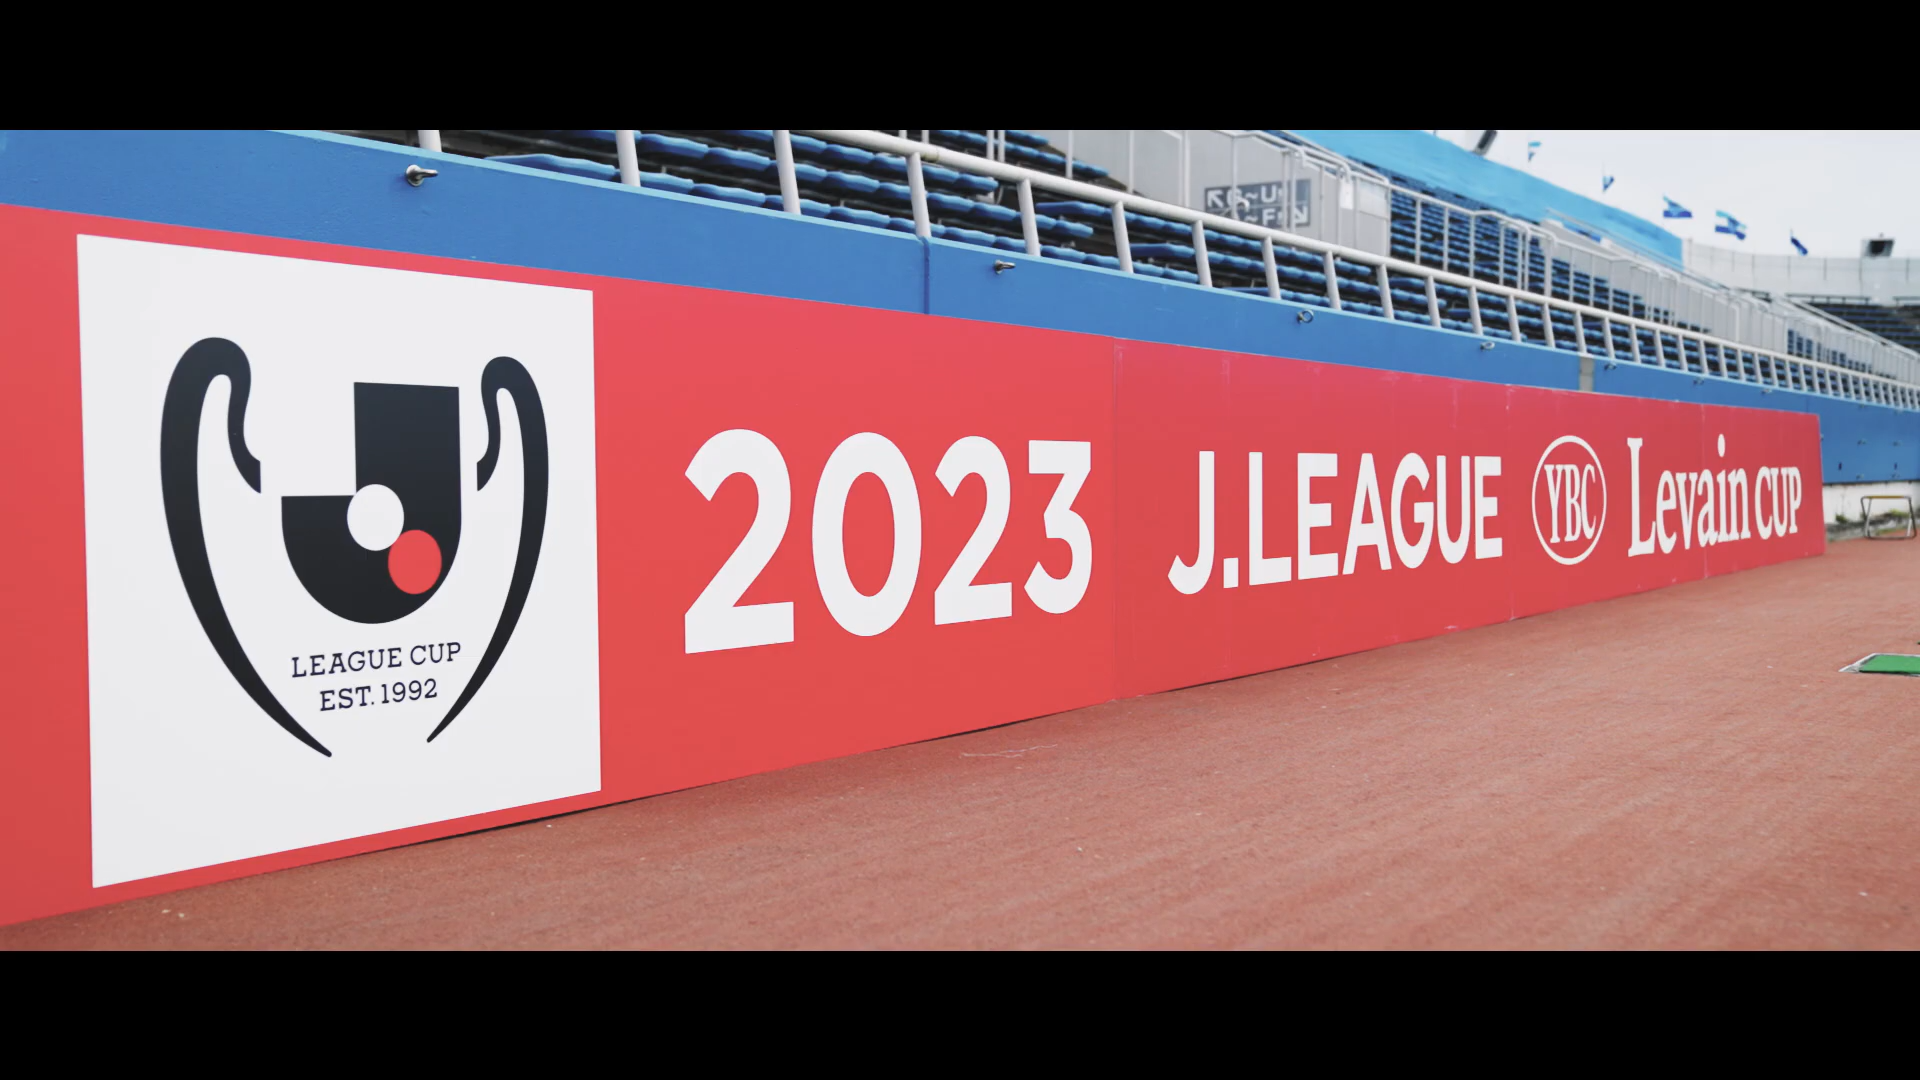 LEAGUE CUP
EST. 1992
2023 J.LEAGUE YBC Levain CUP